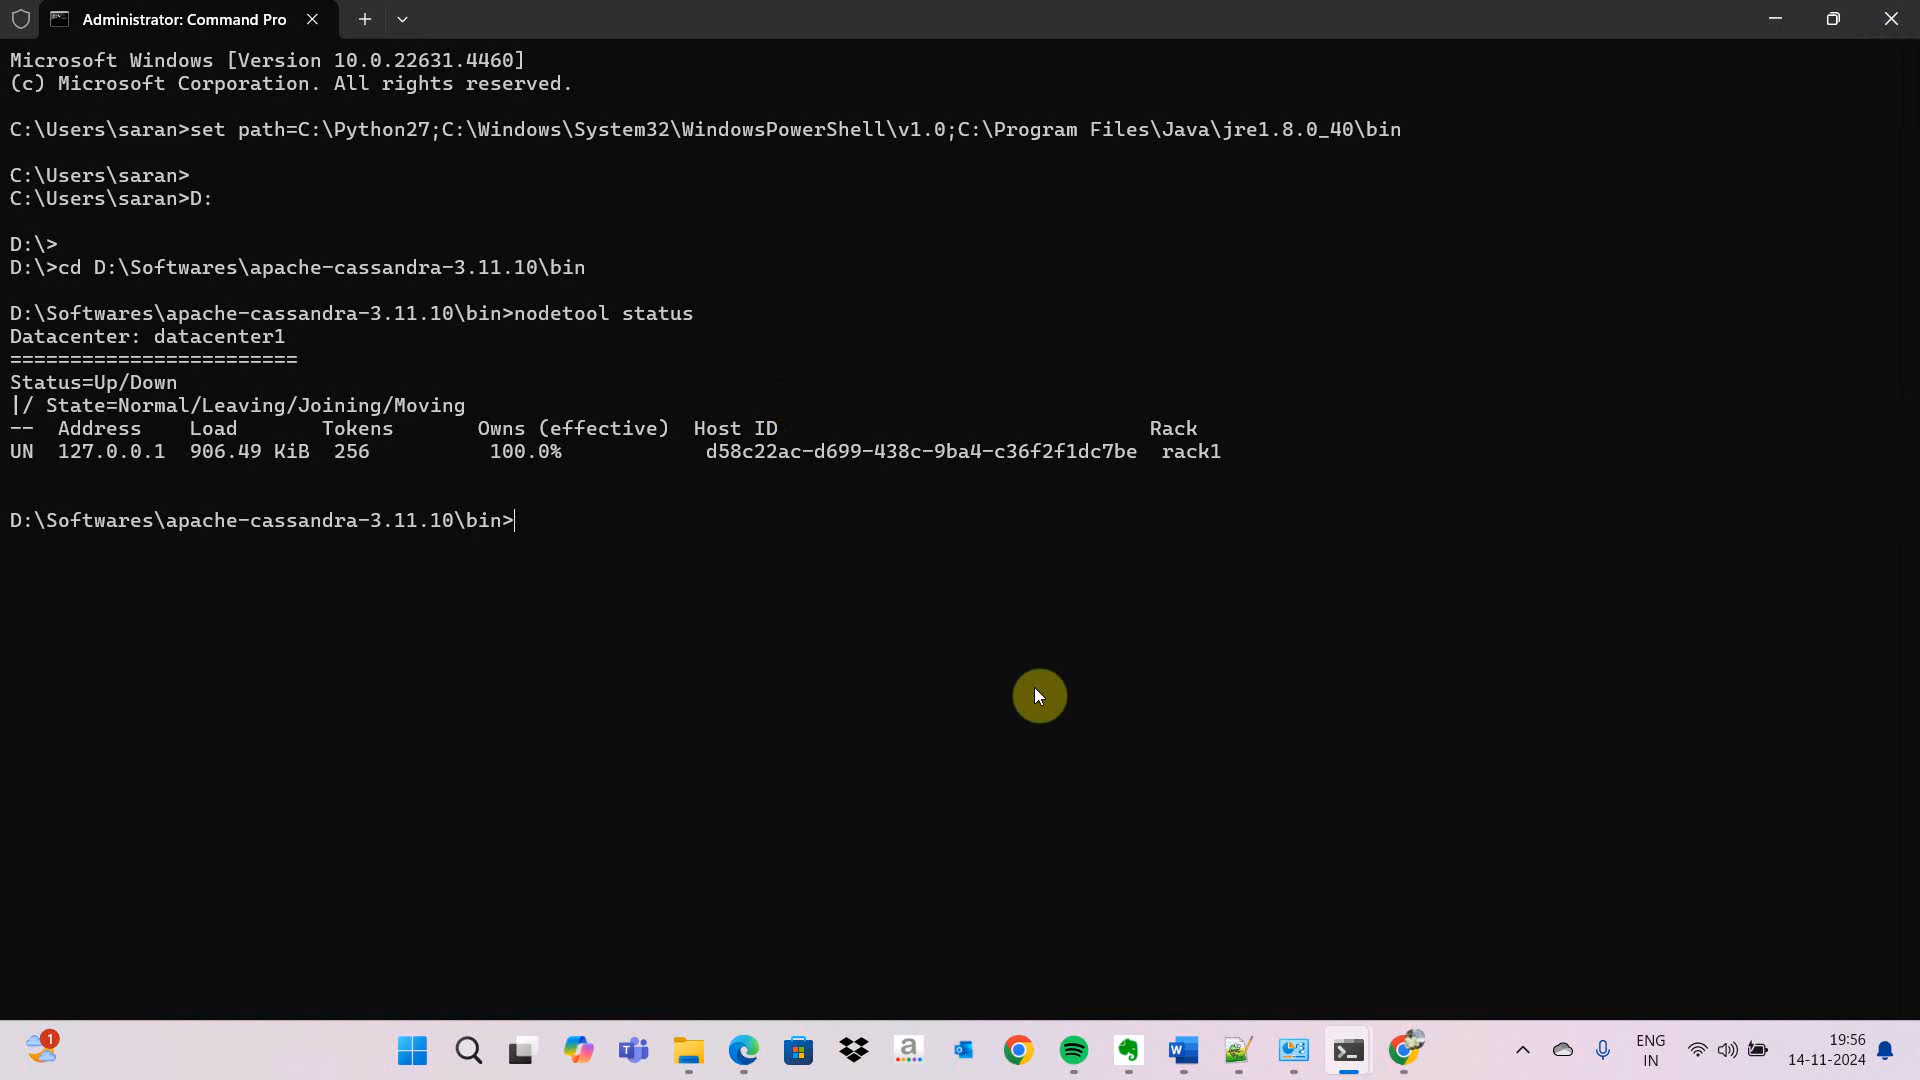 Administrator: Command Pro
Microsoft Windows [Version 10.0.22631.4460]
(c) Microsoft Corporation. All rights reserved.
C:\Users\saran>set path=C:\Python27;C:\Windows\System32\WindowsPowerShell\v1.0;C:\Program Files\Java\jre1.8.0_40\bin
C:\Users\saran>
C:\Users\saran>D:
D:\>
D:\>cd D:\Softwares\apache-cassandra-3.11.10\bin
D:\Softwares\apache-cassandra-3.11.10\bin>nodetool status
Datacenter: datacenter1
========================
Status=Up/Down
|/ State=Normal/Leaving/Joining/Moving
-- Address Load Tokens Owns (effective) Host ID Rack
UN 127.0.0.1 906.49 KiB 256 100.0% d58c22ac-d699-438c-9ba4-c36f2f1dc7be rack1
D:\Softwares\apache-cassandra-3.11.10\bin>
1
a
W
ENG
IN
19:56
14-11-2024